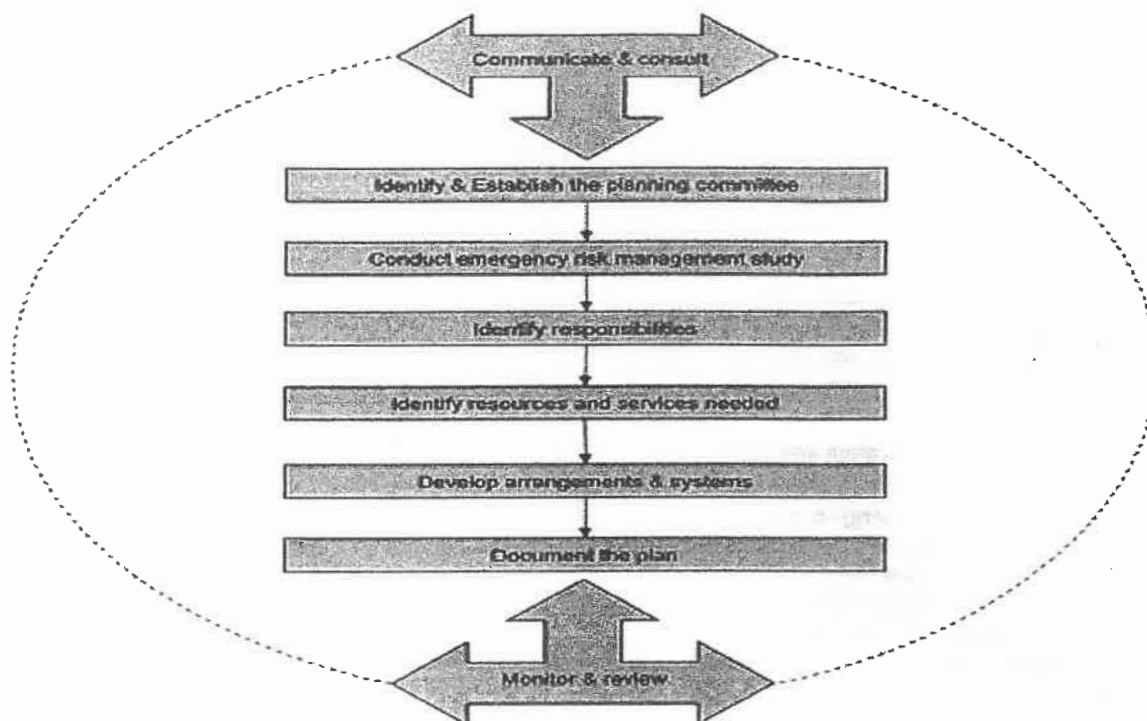 Communicate & consult
Identify & Establish the planning committee
Conduct emergency risk management study
Identify responsibilities
Identify resources and services needed
Develop arrangements & systems
Document the plan
Monitor & review